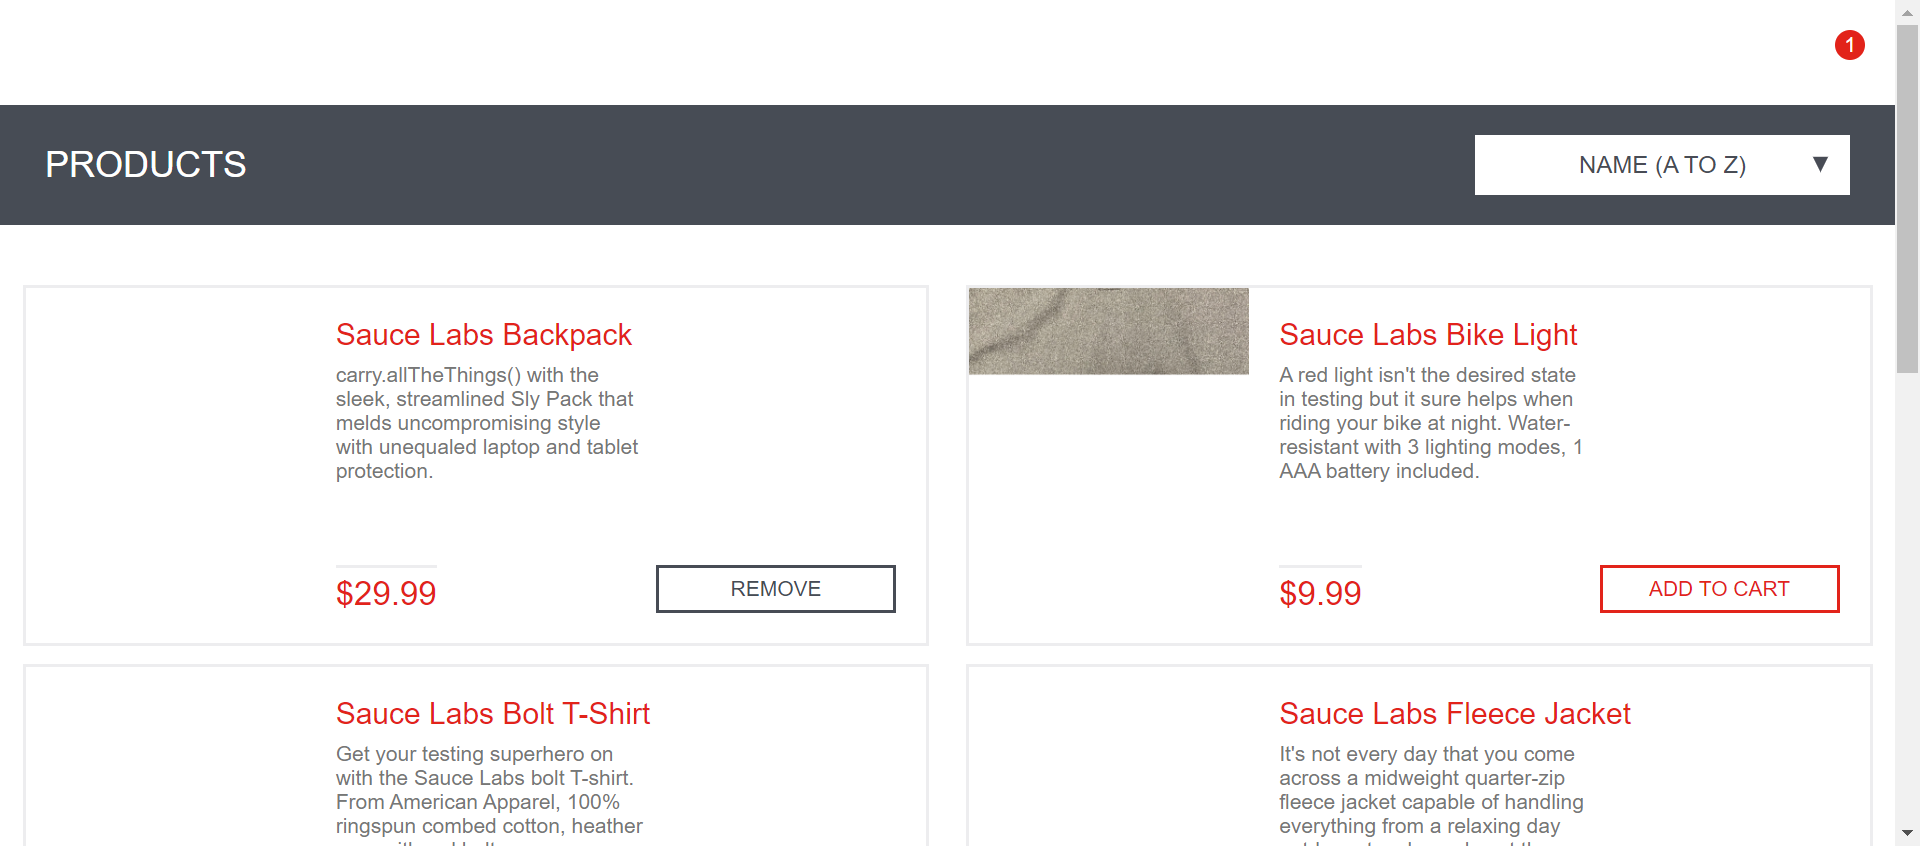 1
PRODUCTS
NAME (A TO Z) ▼
Sauce Labs Backpack
carry.allTheThings() with the
sleek, streamlined Sly Pack that
melds uncompromising style
with unequaled laptop and tablet
protection.
$29.99
REMOVE
Sauce Labs Bike Light
A red light isn't the desired state
in testing but it sure helps when
riding your bike at night. Water-
resistant with 3 lighting modes, 1
AAA battery included.
$9.99
ADD TO CART
Sauce Labs Bolt T-Shirt
Get your testing superhero on
with the Sauce Labs bolt T-shirt.
From American Apparel, 100%
ringspun combed cotton, heather
Sauce Labs Fleece Jacket
It's not every day that you come
across a midweight quarter-zip
fleece jacket capable of handling
everything from a relaxing day